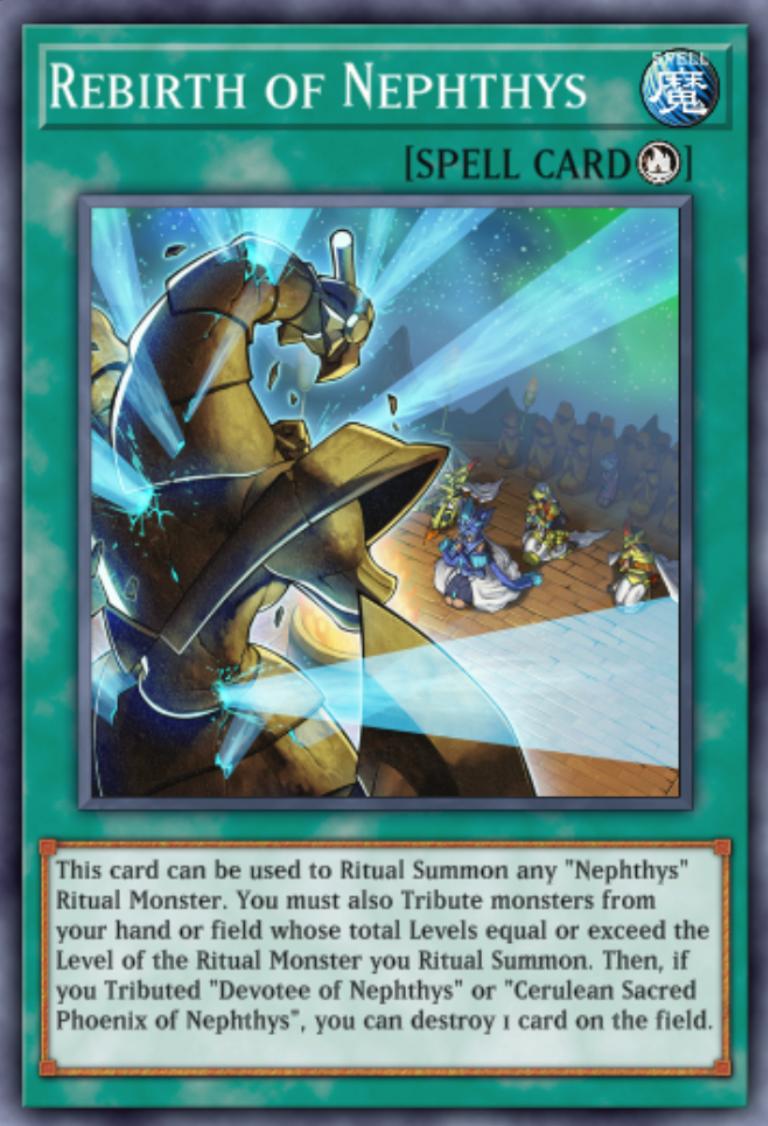 Rebirth of Nephthys
SPELL
魔
[SPELL CARD]
This card can be used to Ritual Summon any "Nephthys"
Ritual Monster. You must also Tribute monsters from
your hand or field whose total Levels equal or exceed the
Level of the Ritual Monster you Ritual Summon. Then, if
you Tributed "Devotee of Nephthys" or "Cerulean Sacred
Phoenix of Nephthys", you can destroy 1 card on the field.